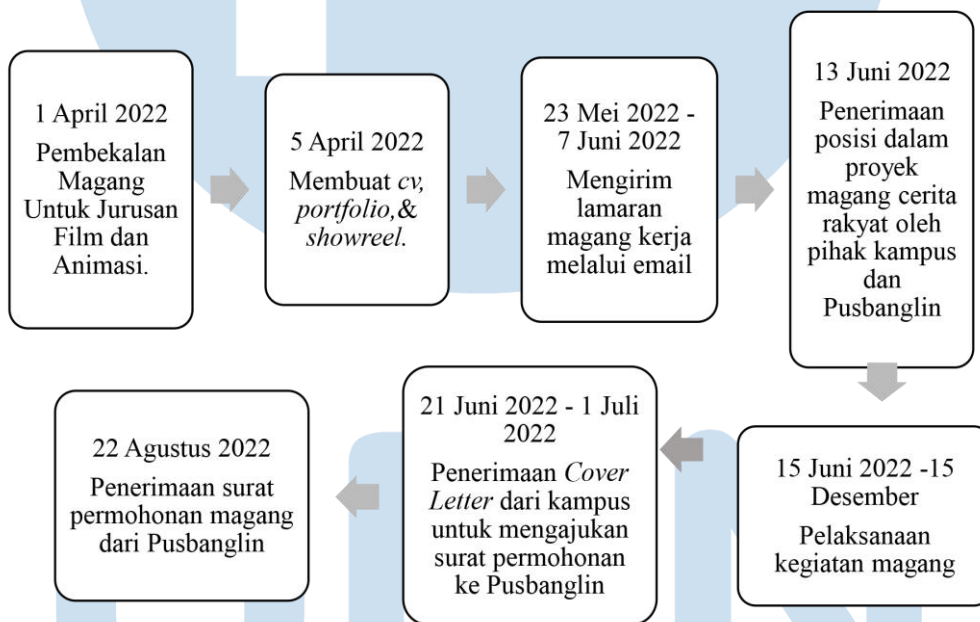 1 April 2022
Pembekalan
Magang
Untuk Jurusan
Film dan
Animasi.
5 April 2022
Membuat cv,
portfolio,&
showreel.
23 Mei 2022 -
7 Juni 2022
Mengirim
lamaran
magang kerja
melalui email
13 Juni 2022
Penerimaan
posisi dalam
proyek
magang cerita
rakyat oleh
pihak kampus
dan
Pusbanglin
15 Juni 2022 -15
Desember
Pelaksanaan
kegiatan magang
21 Juni 2022 - 1 Juli
2022
Penerimaan Cover
Letter dari kampus
untuk mengajukan
surat permohonan
ke Pusbanglin
22 Agustus 2022
Penerimaan surat
permohonan magang
dari Pusbanglin